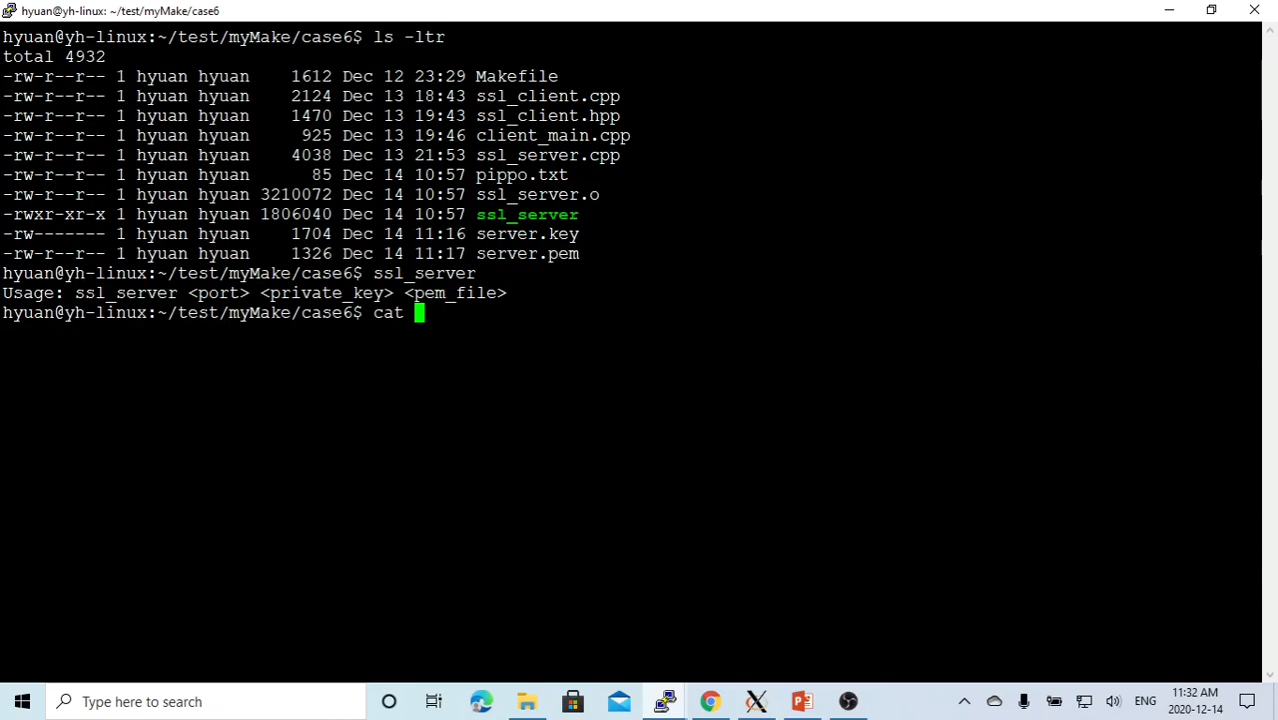 hyuan@yh-linux: ~/test/myMake/case6
hyuan@yh-linux:~/test/myMake/case6$ ls -ltr
total 4932
-rw-r--r-- 1 hyuan hyuan    1612 Dec 12 23:29 Makefile
-rw-r--r-- 1 hyuan hyuan    2124 Dec 13 18:43 ssl_client.cpp
-rw-r--r-- 1 hyuan hyuan    1470 Dec 13 19:43 ssl_client.hpp
-rw-r--r-- 1 hyuan hyuan     925 Dec 13 19:46 client_main.cpp
-rw-r--r-- 1 hyuan hyuan    4038 Dec 13 21:53 ssl_server.cpp
-rw-r--r-- 1 hyuan hyuan      85 Dec 14 10:57 pippo.txt
-rw-r--r-- 1 hyuan hyuan 3210072 Dec 14 10:57 ssl_server.o
-rwxr-xr-x 1 hyuan hyuan 1806040 Dec 14 10:57 ssl_server
-rw------- 1 hyuan hyuan    1704 Dec 14 11:16 server.key
-rw-r--r-- 1 hyuan hyuan    1326 Dec 14 11:17 server.pem
hyuan@yh-linux:~/test/myMake/case6$ ssl_server
Usage: ssl_server <port> <private_key> <pem_file>
hyuan@yh-linux:~/test/myMake/case6$ cat
Type here to search
ENG
11:32 AM
2020-12-14